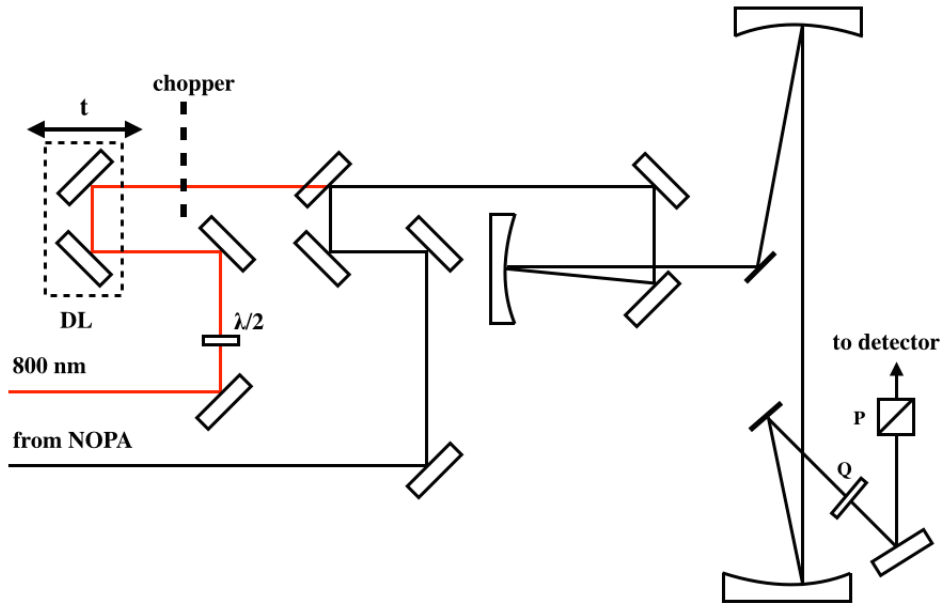 chopper
t
DL
λ/2
800 nm
from NOPA
to detector
P
Q